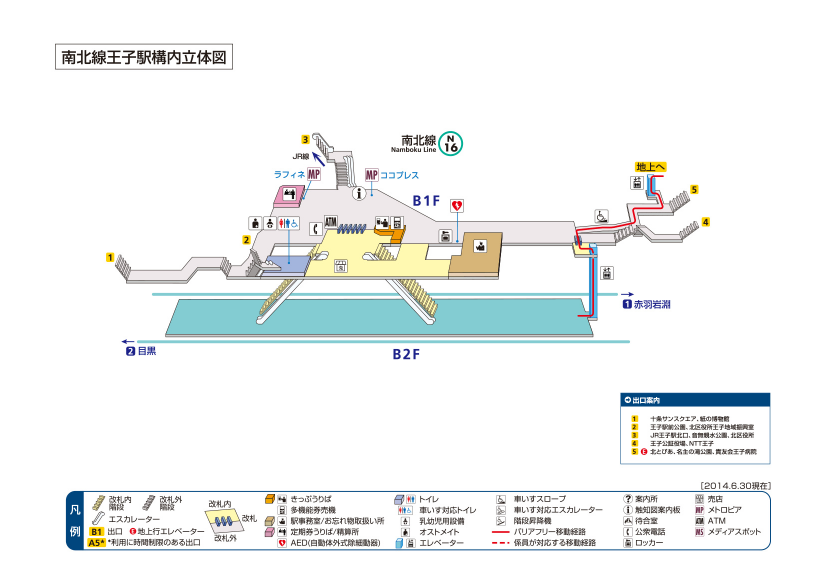 南北線王子駅構内立体図
3
JR線
南北線
Namboku Line
N
16
地上へ
ラフィネ MP
MP ココプレス
B1F
5
4
ATM
2
1
1 赤羽岩淵
2 目黒
B2F
出口案内
1 十条サンスクエア、紙の博物館
2 王子駅前公園、北区役所王子地域振興室
3 JR王子駅北口、音無親水公園、北区役所
4 王子公証役場、NTT王子
5 E 北とぴあ、名主の滝公園、貴友会王子病院
[2014.6.30現在]
凡例
改札内階段
改札外階段
エスカレーター
B1 出口 E 地上行エレベーター
A5* *利用に時間制限のある出口
改札内
改札
改札外
きっぷうりば
多機能券売機
駅事務室/お忘れ物取扱い所
定期券うりば/精算所
AED(自動体外式除細動器)
トイレ
車いす対応トイレ
乳幼児用設備
オストメイト
エレベーター
車いすスロープ
車いす対応エスカレーター
階段昇降機
バリアフリー移動経路
係員が対応する移動経路
案内所
触知図案内板
待合室
公衆電話
ロッカー
売店
MP メトロピア
ATM ATM
MS メディアスポット